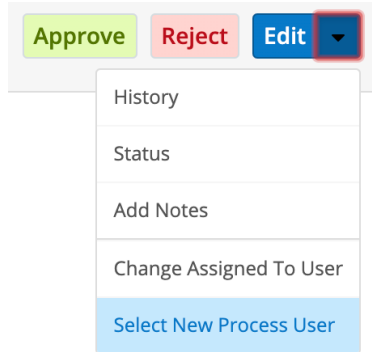 Approve Reject Edit
History
Status
Add Notes
Change Assigned To User
Select New Process User